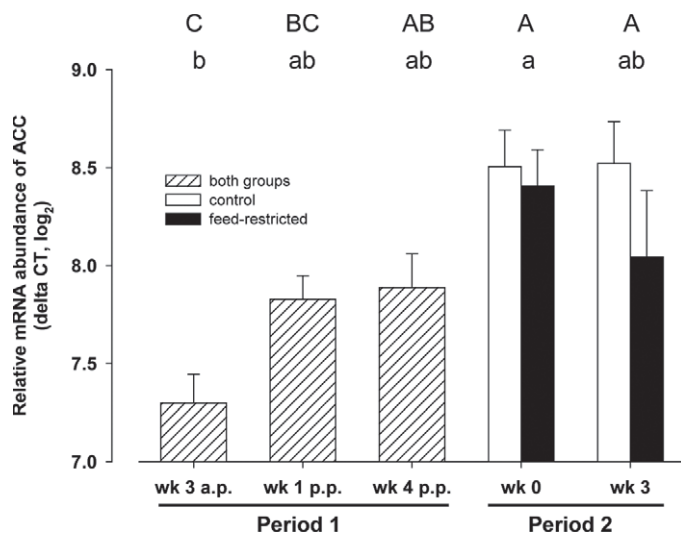 C BC AB A A
b ab ab a ab
Relative mRNA abundance of ACC
(delta CT, log2)
9.0
8.5
8.0
7.5
7.0
both groups
control
feed-restricted
wk 3 a.p. wk 1 p.p. wk 4 p.p. wk 0 wk 3
Period 1 Period 2